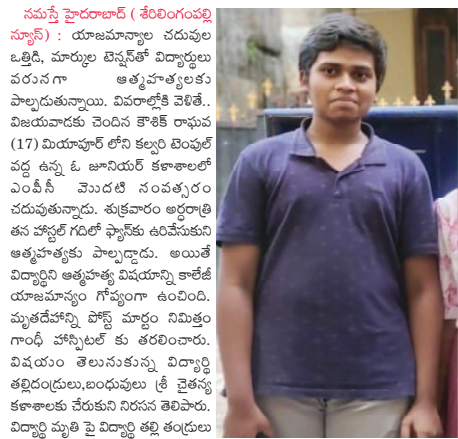 నమస్తే హైదరాబాద్ ( శేరిలింగంపల్లి
న్యూస్) : యాజమాన్యాల చదువుల
ఒత్తిడి, మార్కుల టెన్షన్‌తో విద్యార్థులు
వరుసగా ఆత్మహత్యలకు
పాల్పడుతున్నాయి. వివరాల్లోకి వెళితే..
విజయవాడకు చెందిన కౌశిక్ రాఘవ
(17) మియాపూర్ లోని కల్వరి టెంపుల్
వద్ద ఉన్న ఓ జూనియర్ కళాశాలలో
ఎంపీసీ మొదటి సంవత్సరం
చదువుతున్నాడు. శుక్రవారం అర్ధరాత్రి
తన హాస్టల్ గదిలో ఫ్యాన్‌కు ఉరివేసుకుని
ఆత్మహత్యకు పాల్పడ్డాడు. అయితే
విద్యార్థిని ఆత్మహత్య విషయాన్ని కాలేజీ
యాజమాన్యం గోప్యంగా ఉంచింది.
మృతదేహాన్ని పోస్ట్ మార్టం నిమిత్తం
గాంధీ హాస్పిటల్ కు తరలించారు.
విషయం తెలుసుకున్న విద్యార్థి
తల్లిదండ్రులు,బంధువులు శ్రీ చైతన్య
కళాశాలకు చేరుకుని నిరసన తెలిపారు.
విద్యార్థి మృతి పై విద్యార్థి తల్లి తండ్రులు